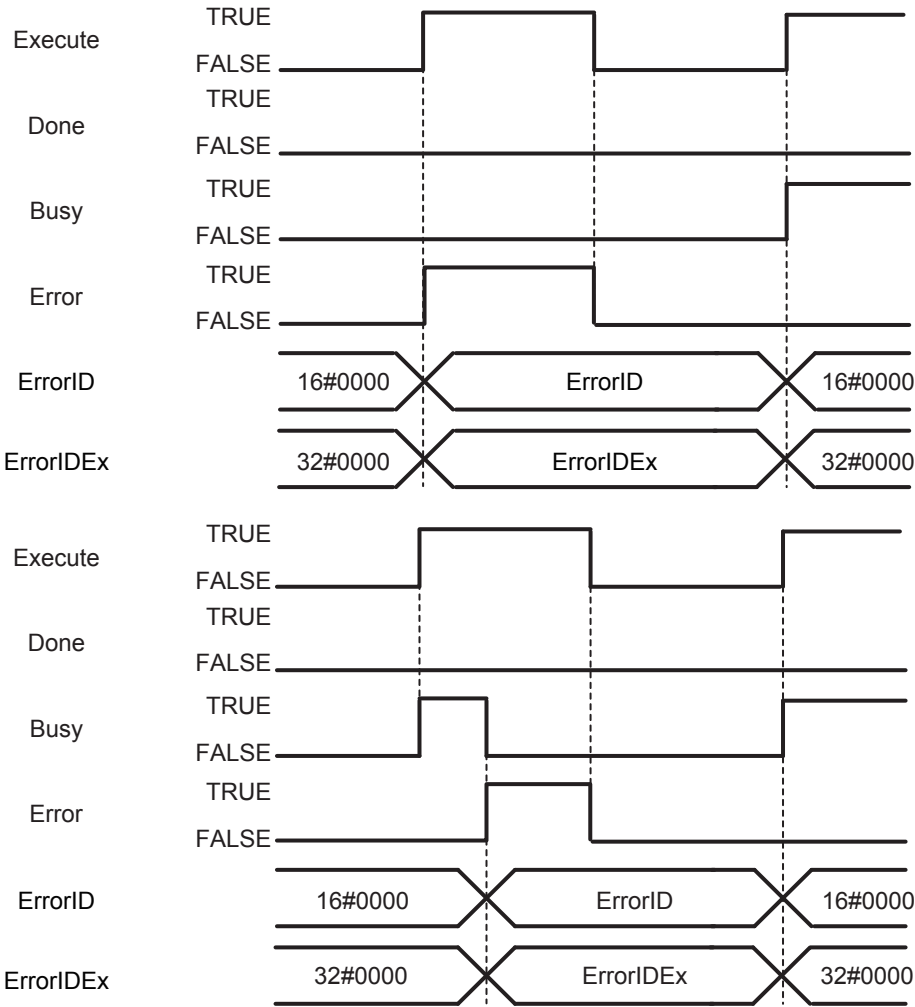 TRUE
Execute
FALSE
TRUE
Done
FALSE
TRUE
Busy
FALSE
TRUE
Error
FALSE
ErrorID 16#0000 ErrorID 16#0000
ErrorIDEx 32#0000 ErrorIDEx 32#0000
TRUE
Execute
FALSE
TRUE
Done
FALSE
TRUE
Busy
FALSE
TRUE
Error
FALSE
ErrorID 16#0000 ErrorID 16#0000
ErrorIDEx 32#0000 ErrorIDEx 32#0000